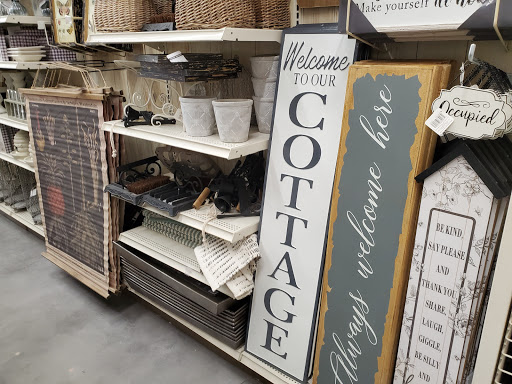 Make yourself at home
Welcome
TO OUR
COTTAGE
Always welcome here
Occupied
BE KIND,
SAY PLEASE
AND
THANK YOU,
SHARE,
LAUGH,
GIGGLE,
BE SILLY
AND